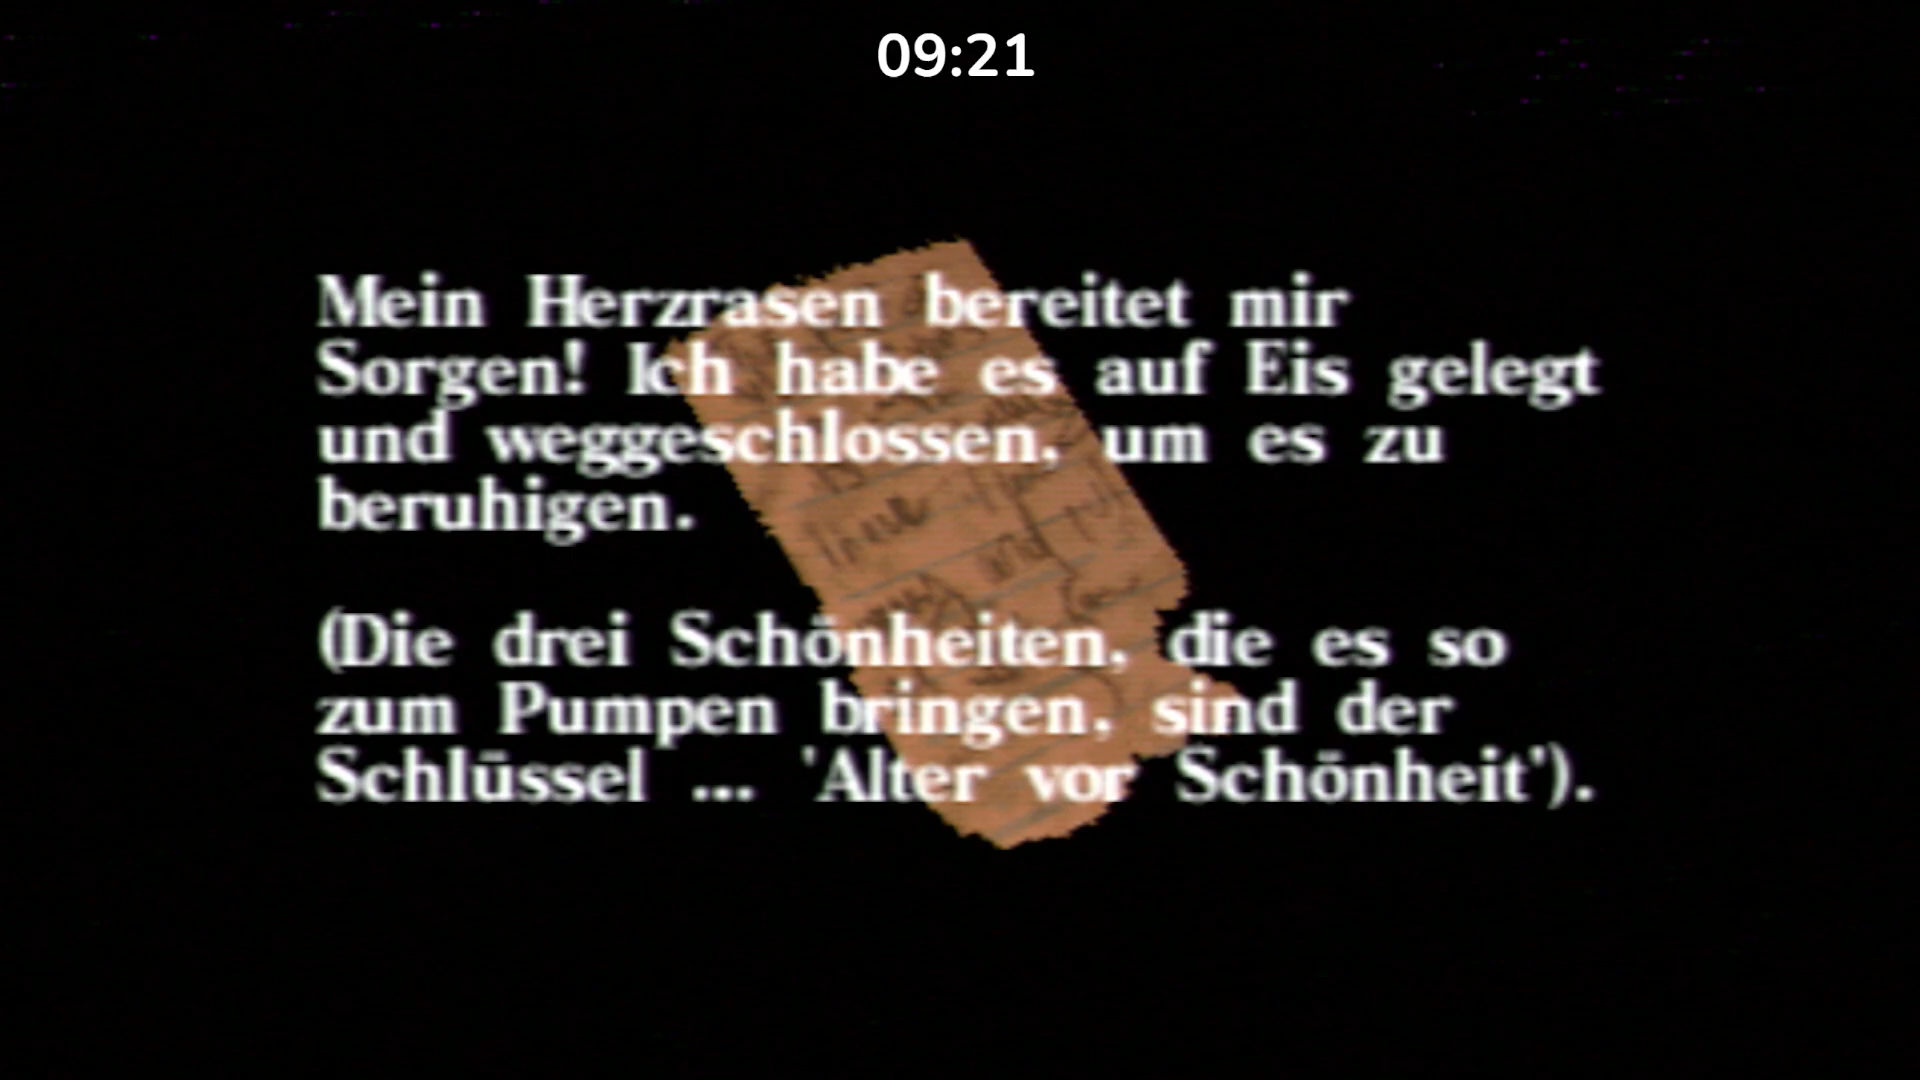 09:21
Mein Herzrasen bereitet mir
Sorgen! Ich habe es auf Eis gelegt
und weggeschlossen, um es zu
beruhigen.
(Die drei Schönheiten, die es so
zum Pumpen bringen, sind der
Schlüssel ... 'Alter vor Schönheit').